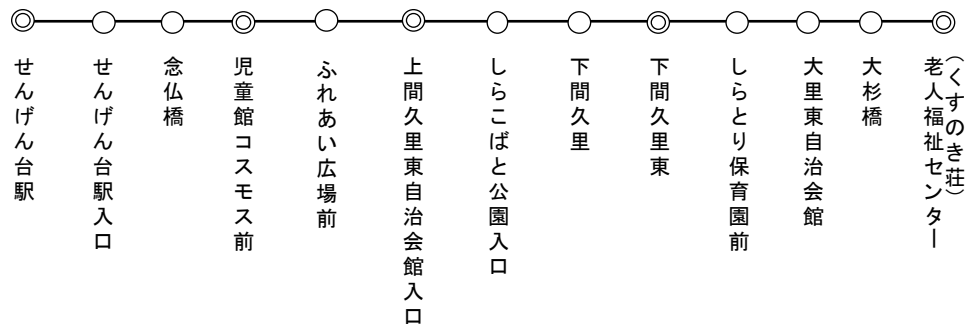 せんげん台駅
せんげん台駅入口
念仏橋
児童館コスモス前
ふれあい広場前
上間久里東自治会館入口
しらこばと公園入口
下間久里
下間久里東
しらとり保育園前
大里東自治会館
大杉橋
老人福祉センター
(くすのき荘)